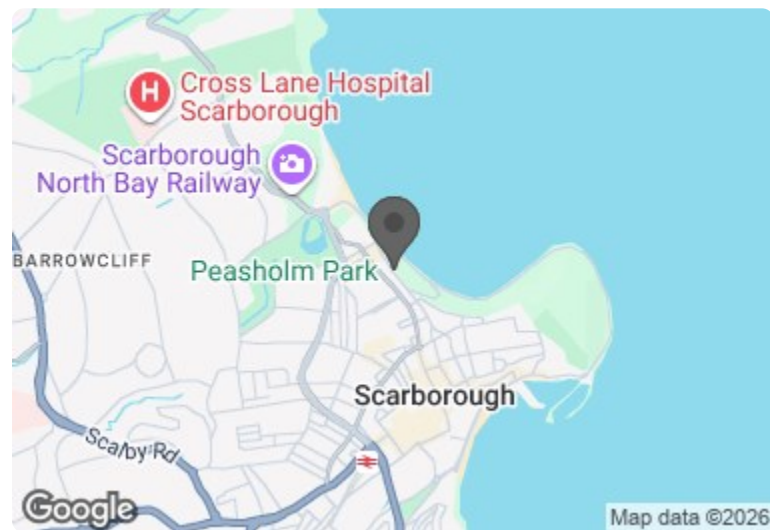 H
Cross Lane Hospital
Scarborough
Scarborough
North Bay Railway
BARROWCLIFF
Peasholm Park
Scarborough
Scalby Rd
Google
Map data ©2026